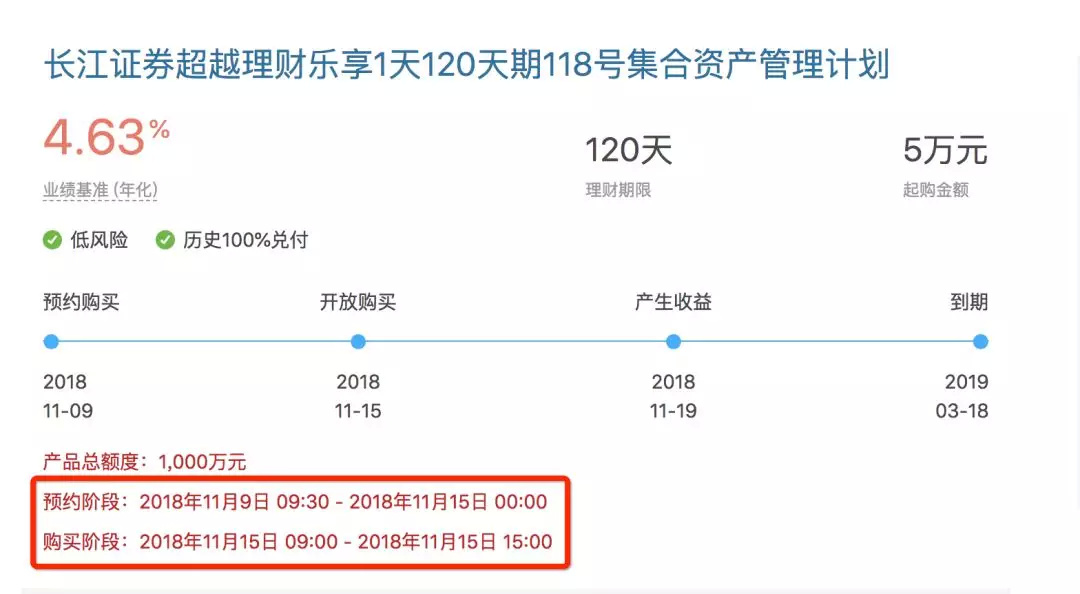 长江证券超越理财乐享1天120天期118号集合资产管理计划
4.63%
120天
5万元
业绩基准 (年化)
理财期限
起购金额
低风险
历史100%兑付
预约购买
开放购买
产生收益
到期
2018
11-09
2018
11-15
2018
11-19
2019
03-18
产品总额度：1,000万元
预约阶段：2018年11月9日 09:30 - 2018年11月15日 00:00
购买阶段：2018年11月15日 09:00 - 2018年11月15日 15:00